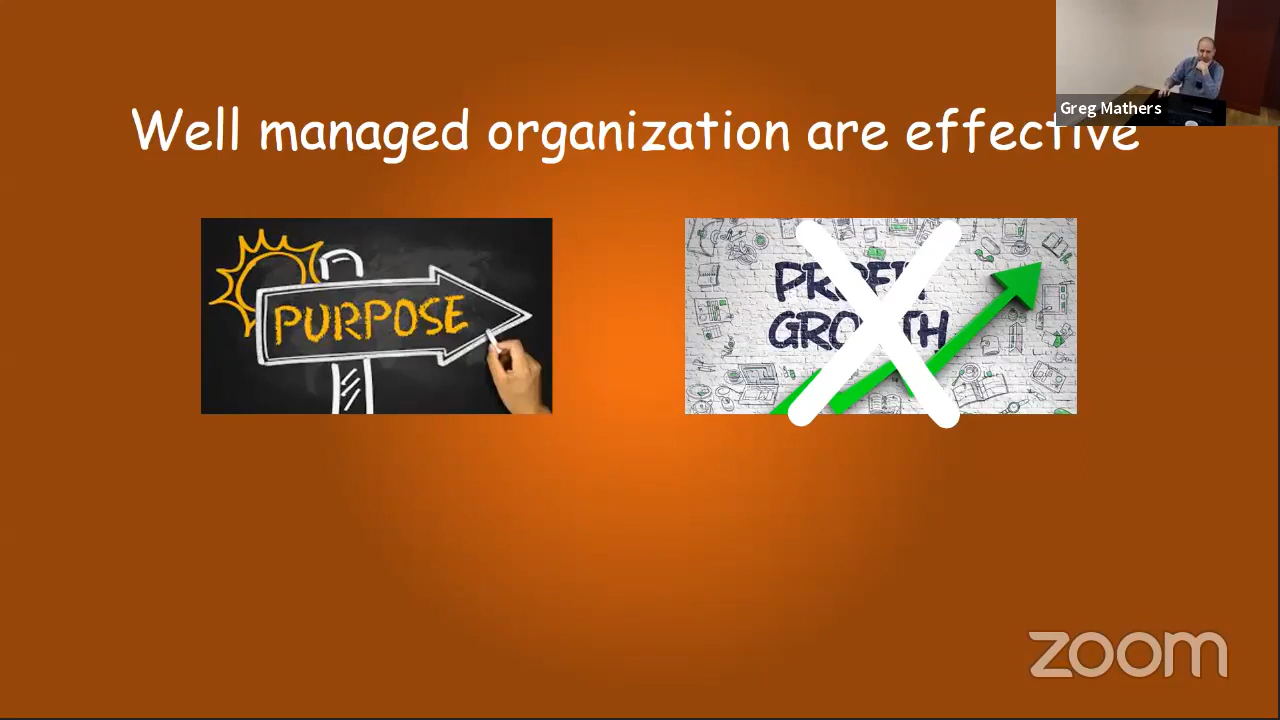 Well managed organization are effective
Greg Mathers
PURPOSE
zoom